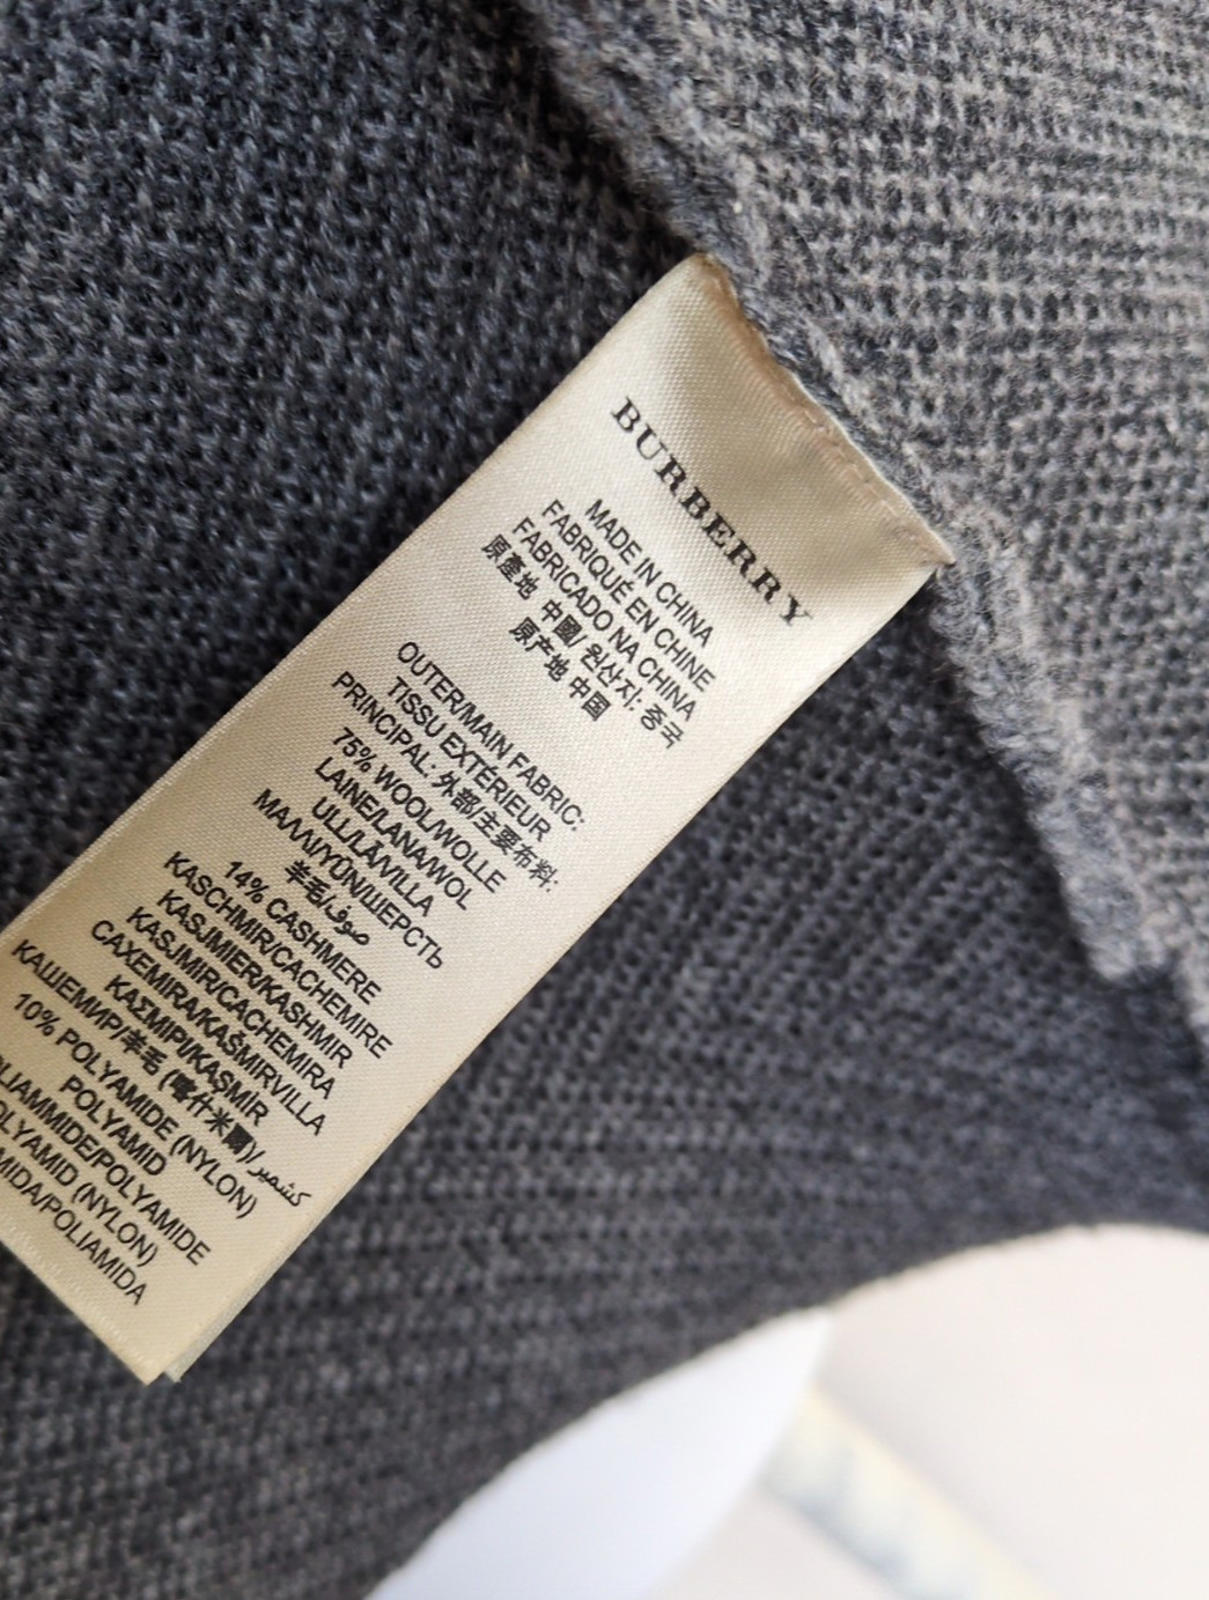 BURBERRY
MADE IN CHINA
FABRIQUÉ EN CHINE
FABRICADO NA CHINA
原產地 中國/ 원산지: 중국
原产地 中国
OUTER/MAIN FABRIC:
TISSU EXTÉRIEUR
PRINCIPAL: 外部/主要布料:
75% WOOL/WOLLE
LAINE/LANA/WOL
ULL/LÃ/VILLA
ΜΑΛΛΙ/YÜN/ШЕРСТЬ
羊毛/صوف
14% CASHMERE
KASCHMIR/CACHEMIRE
KASJMIER/KASHMIR
KASJMIR/CACHEMIRA
CAXEMIRA/KAŠMIRVILLA
ΚΑΣΜΙΡΙ/KAŞMİR
КАШЕМИР/羊毛 (喀什米爾)/كشمير
10% POLYAMIDE (NYLON)
POLYAMID
LIAMMIDE/POLYAMIDE
OLYAMID (NYLON)
MIDA/POLIAMIDA